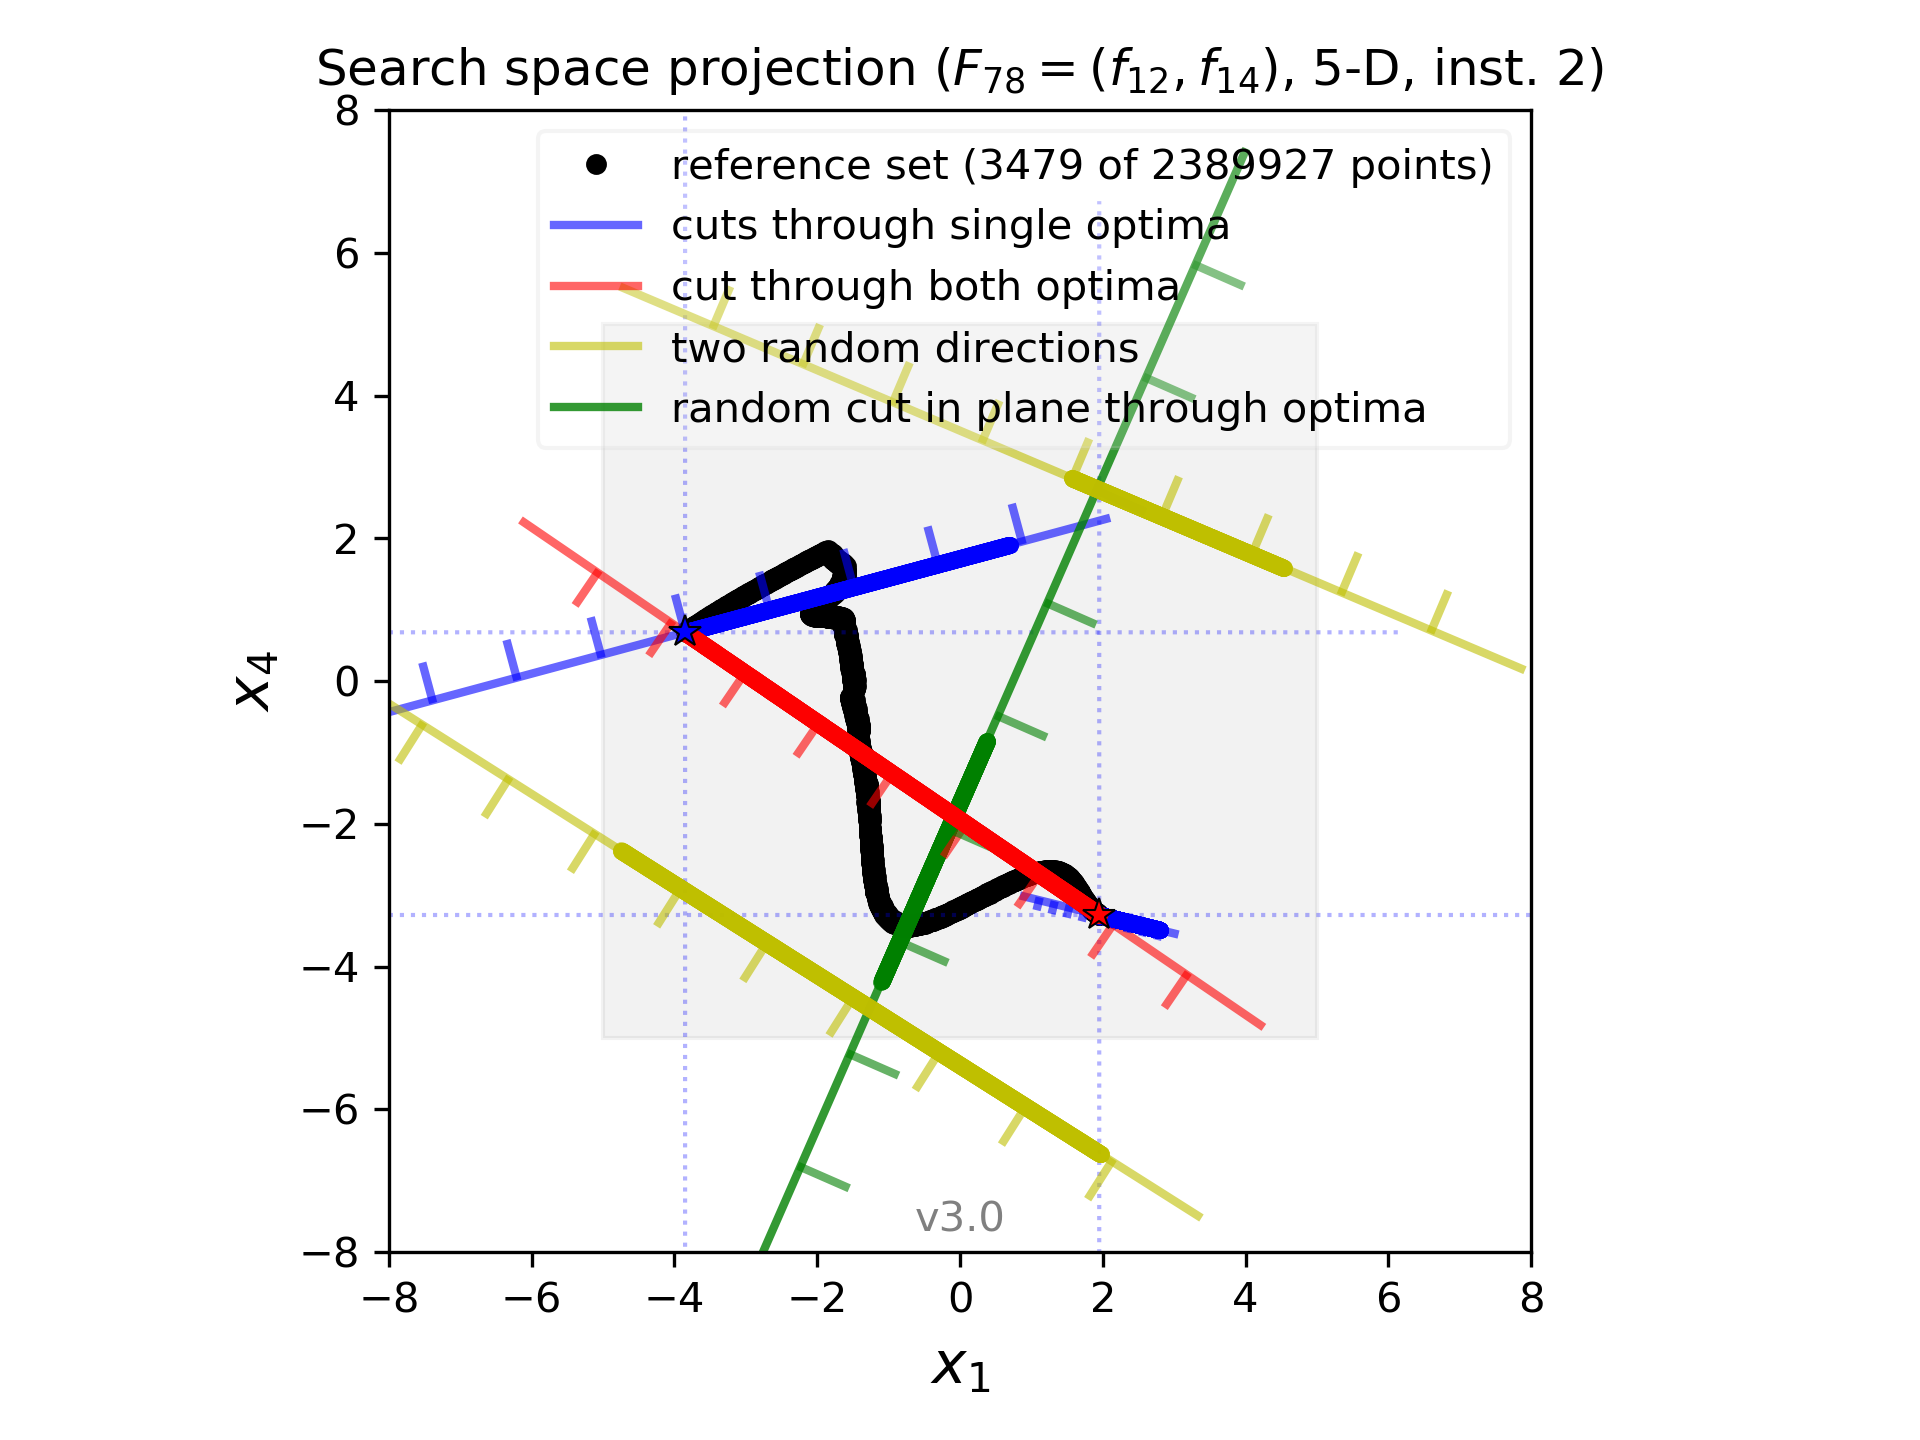 Search space projection (F78 = (f12, f14), 5-D, inst. 2)
reference set (3479 of 2389927 points)
cuts through single optima
cut through both optima
two random directions
random cut in plane through optima
8
6
4
2
0
−2
−4
−6
−8
x4
v3.0
−8 −6 −4 −2 0 2 4 6 8
x1